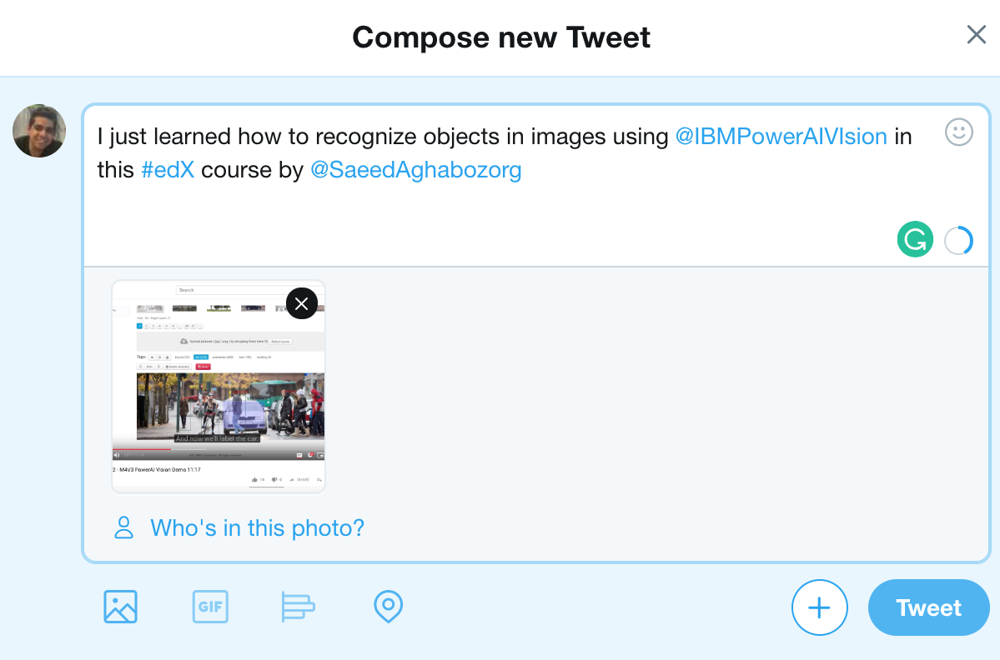 Compose new Tweet
I just learned how to recognize objects in images using @IBMPowerAIVIsion in
this #edX course by @SaeedAghabozorg
Search
Upload pictures (.jpg / .png) by dropping them here Or
Tags:
And now we'll label the car.
2 - M4V3 PowerAI Vision Demo 11:17
SHARE
Who's in this photo?
GIF
Tweet